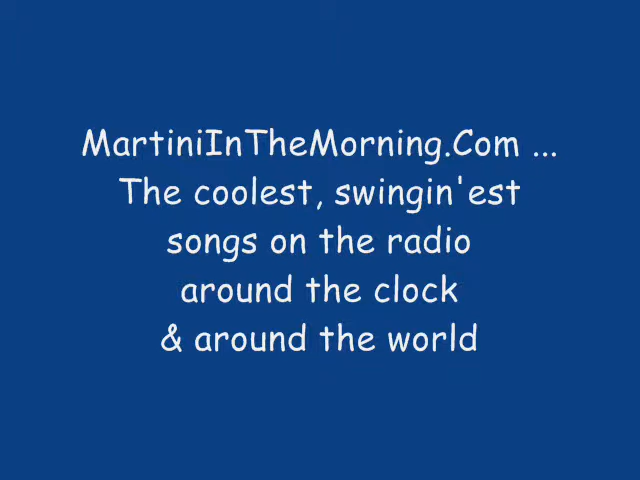 MartiniInTheMorning.Com ...
The coolest, swingin'est
songs on the radio
around the clock
& around the world